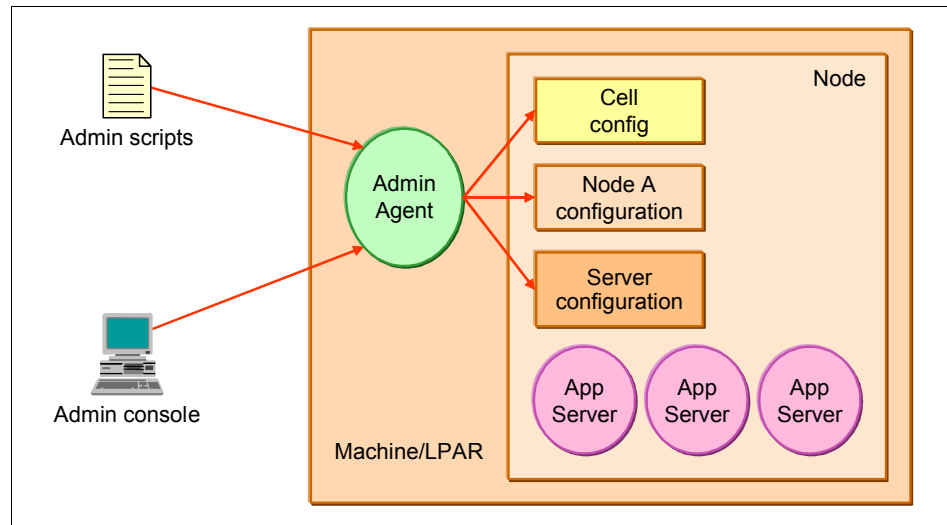 Admin scripts
Admin console
Admin
Agent
Machine/LPAR
Node
Cell
config
Node A
configuration
Server
configuration
App
Server
App
Server
App
Server